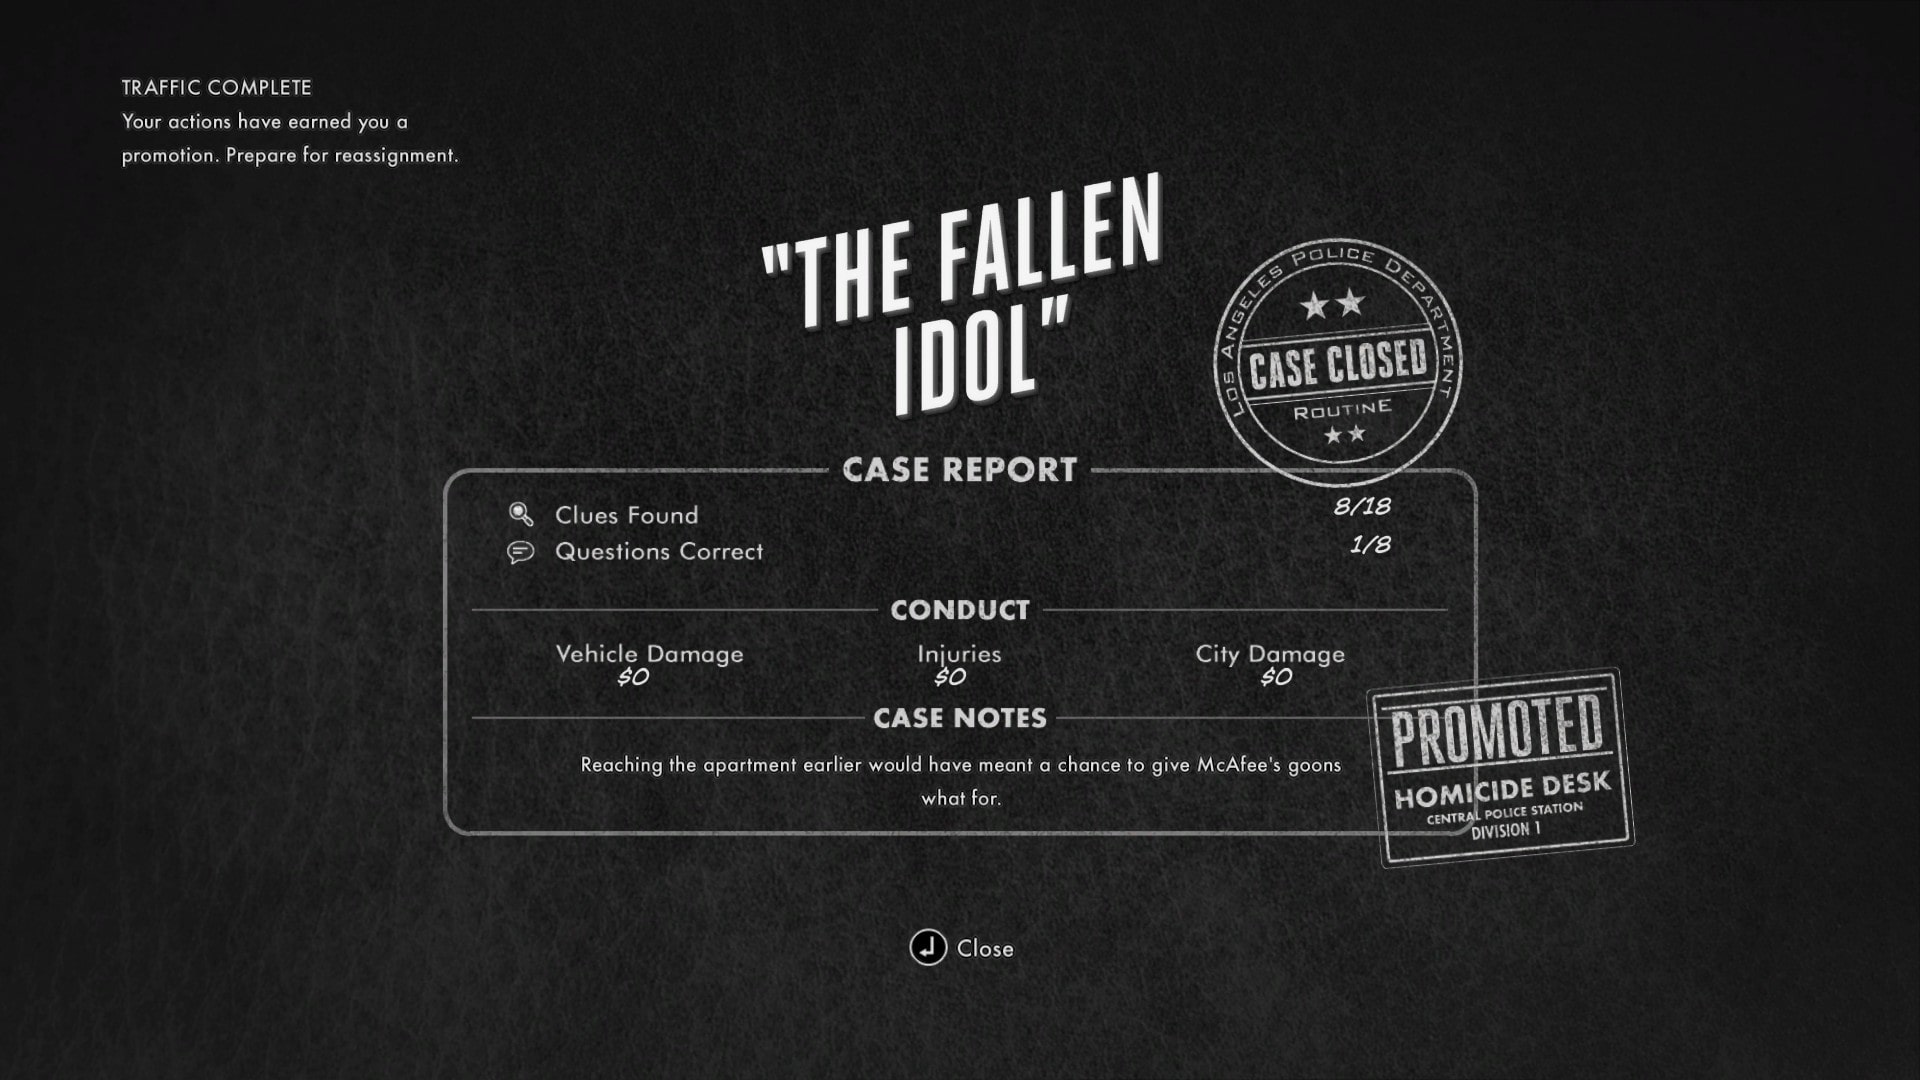 TRAFFIC COMPLETE
Your actions have earned you a
promotion. Prepare for reassignment.
"THE FALLEN
IDOL"
LOS ANGELES POLICE DEPARTMENT
CASE CLOSED
ROUTINE
CASE REPORT
Clues Found 8/18
Questions Correct 1/8
CONDUCT
Vehicle Damage Injuries City Damage
$0 $0 $0
CASE NOTES
Reaching the apartment earlier would have meant a chance to give McAfee's goons
what for.
PROMOTED
HOMICIDE DESK
CENTRAL POLICE STATION
DIVISION 1
Close